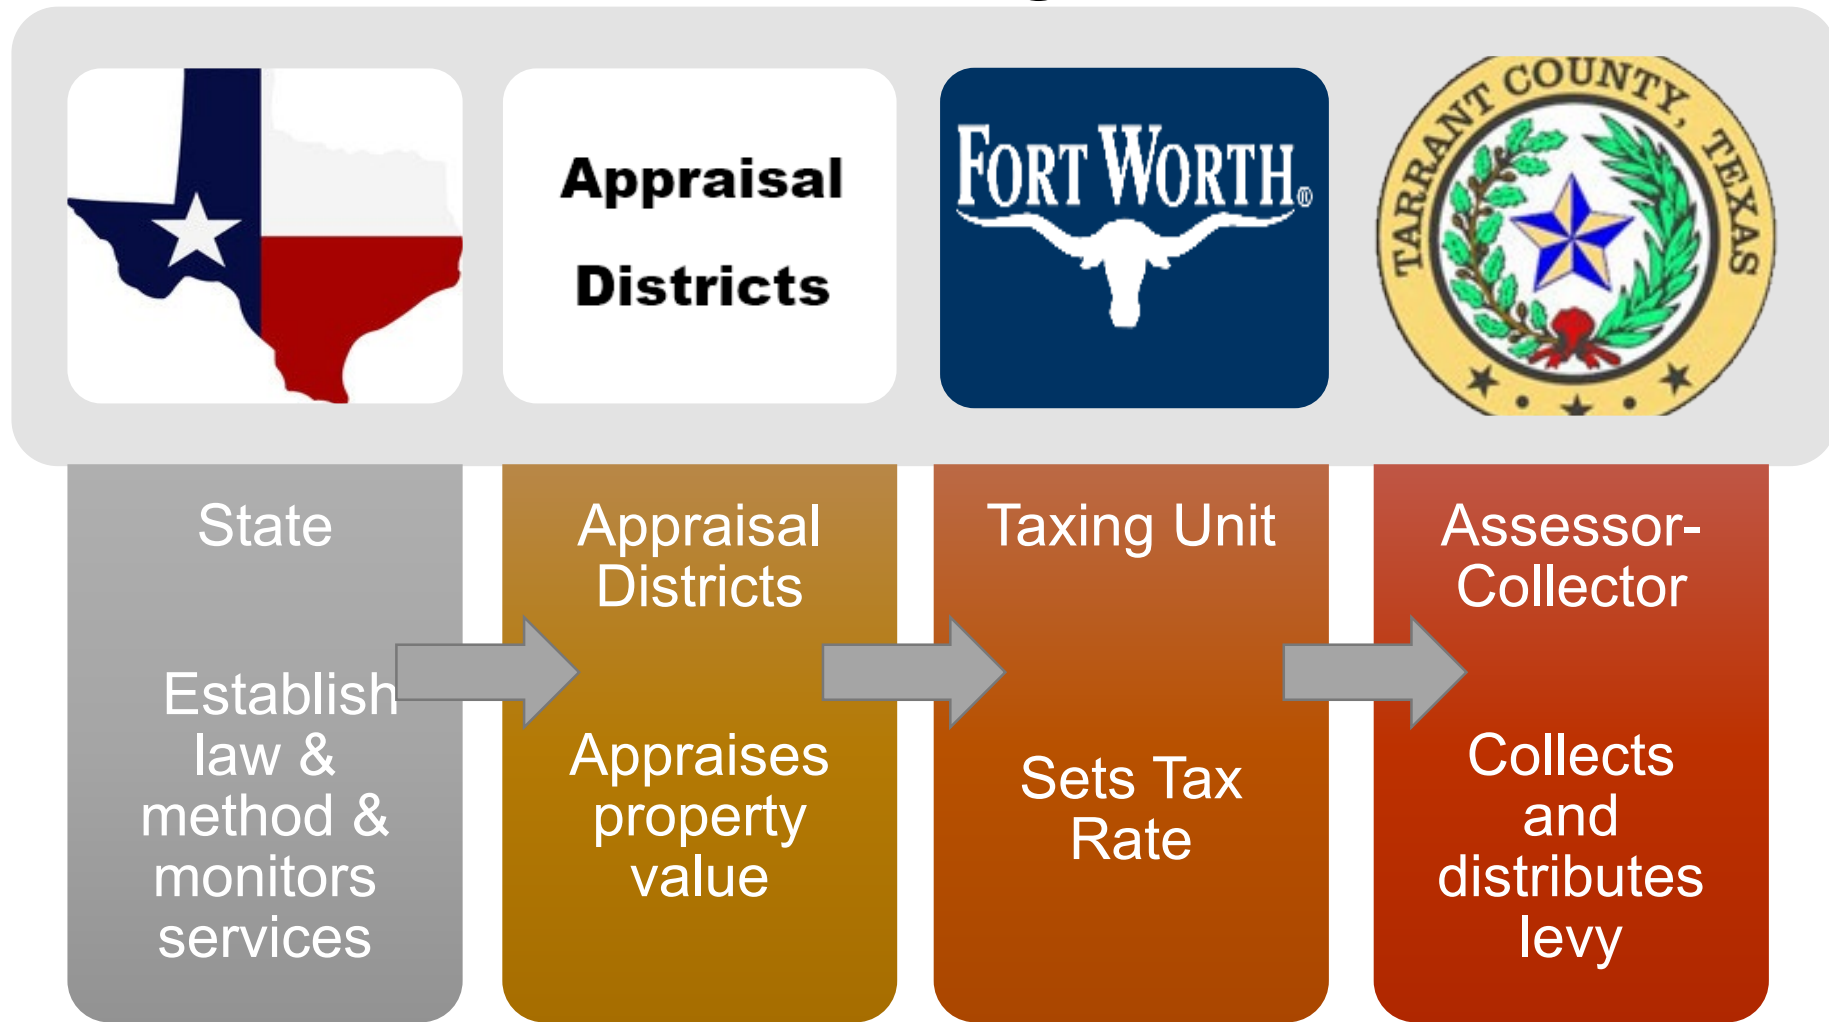 Appraisal
Districts
FORT WORTH®
TARRANT COUNTY, TEXAS
State
Establish
law &
method &
monitors
services
Appraisal
Districts
Appraises
property
value
Taxing Unit
Sets Tax
Rate
Assessor-
Collector
Collects
and
distributes
levy